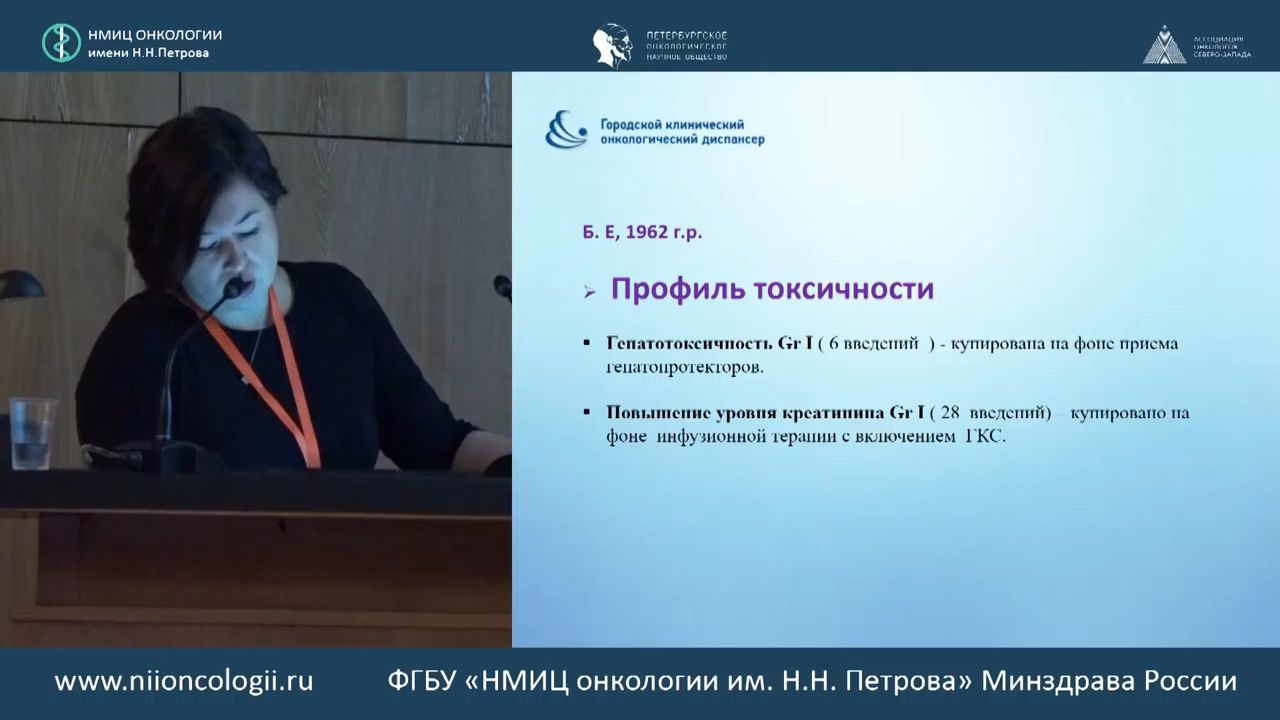 НМИЦ ОНКОЛОГИИ
имени Н.Н.Петрова
ПЕТЕРБУРГСКОЕ
ОНКОЛОГИЧЕСКОЕ
НАУЧНОЕ ОБЩЕСТВО
АССОЦИАЦИЯ
ОНКОЛОГОВ
СЕВЕРО-ЗАПАДА
Городской клинический
онкологический диспансер
Б. Е, 1962 г.р.
➢ Профиль токсичности
▪ Гепатотоксичность Gr I ( 6 введений ) - купирована на фоне приема
гепатопротекторов.
▪ Повышение уровня креатинина Gr I ( 28 введений) – купировано на
фоне инфузионной терапии с включением ГКС.
www.niioncologii.ru
ФГБУ «НМИЦ онкологии им. Н.Н. Петрова» Минздрава России